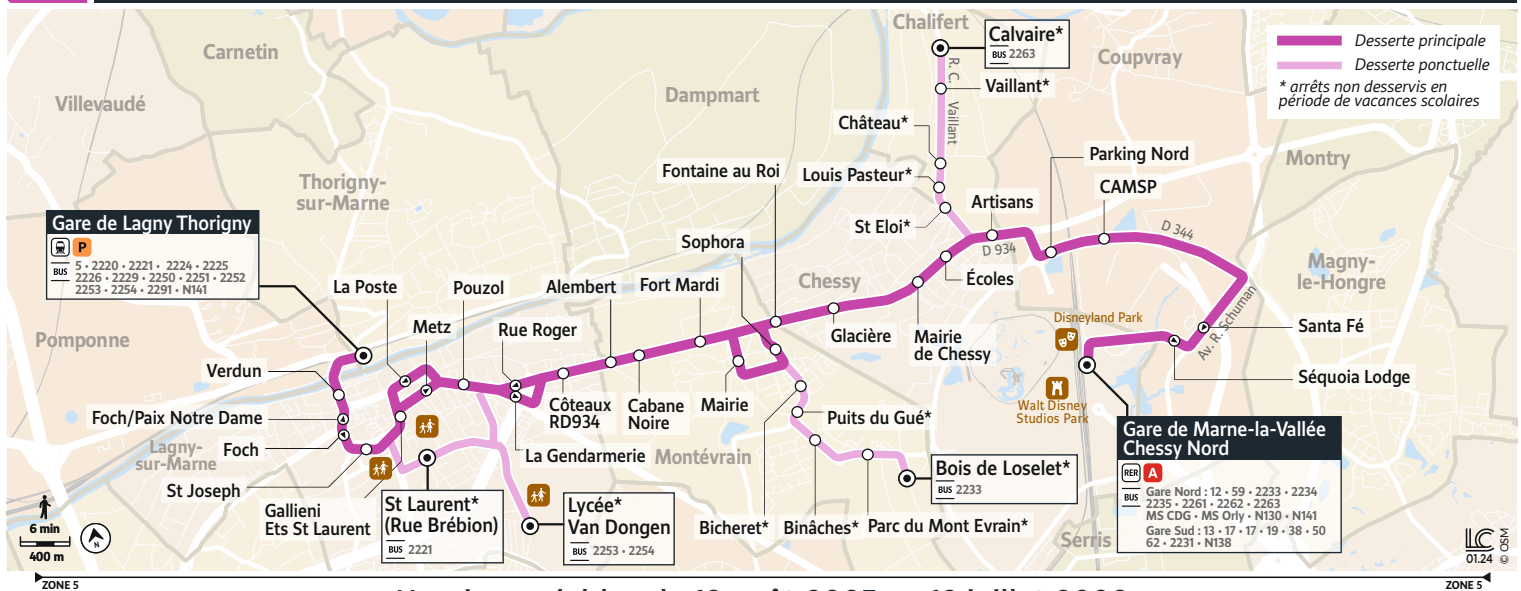 Chalifert
Carnetin
Villevaudé
Dampmart
Coupvray
Thorigny-
sur-Marne
Montry
Chessy
Magny-
le-Hongre
Pomponne
Lagny-
sur-Marne
Montévrain
Serris
Desserte principale
Desserte ponctuelle
* arrêts non desservis en
période de vacances scolaires
Calvaire*
BUS 2263
R. C. Vaillant
Vaillant*
Château*
Louis Pasteur*
St Eloi*
Artisans
D 934
Parking Nord
CAMSP
D 344
Av. R. Schuman
Santa Fé
Séquoia Lodge
Disneyland Park
Walt Disney
Studios Park
Gare de Marne-la-Vallée
Chessy Nord
RER A
BUS Gare Nord : 12 • 59 • 2233 • 2234
2235 • 2261 • 2262 • 2263
MS CDG • MS Orly • N130 • N141
Gare Sud : 13 • 17 • 17 • 19 • 38 • 50
62 • 2231 • N138
Gare de Lagny Thorigny
P
BUS 5 • 2220 • 2221 • 2224 • 2225
2226 • 2229 • 2250 • 2251 • 2252
2253 • 2254 • 2291 • N141
Verdun
Foch/Paix Notre Dame
Foch
St Joseph
Gallieni
Ets St Laurent
La Poste
Metz
Pouzol
Rue Roger
La Gendarmerie
Côteaux
RD934
Alembert
Cabane
Noire
Fort Mardi
Mairie
Sophora
Fontaine au Roi
Glacière
Mairie
de Chessy
Écoles
St Laurent*
(Rue Brébion)
BUS 2221
Lycée*
Van Dongen
BUS 2253 • 2254
Bicheret*
Puits du Gué*
Binâches*
Parc du Mont Evrain*
Bois de Loselet*
BUS 2233
6 min
400 m
N
LC
01.24
© OSM
ZONE 5
ZONE 5